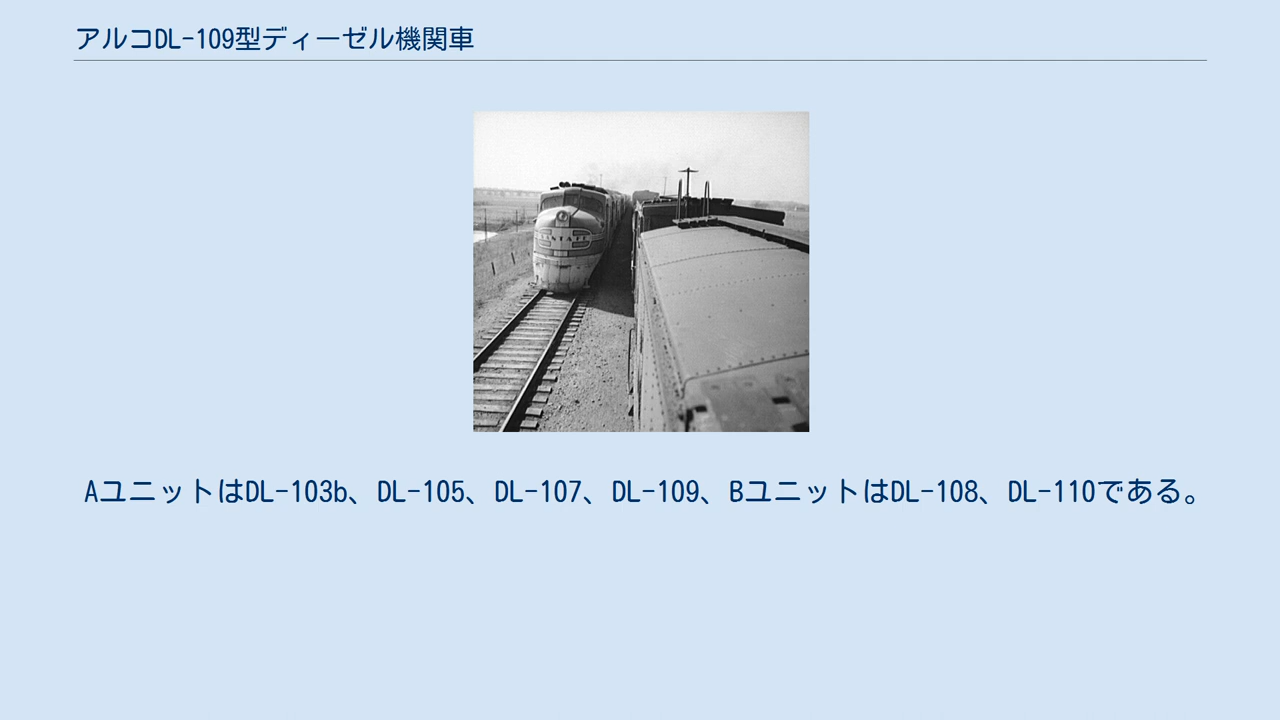 アルコDL-109型ディーゼル機関車
SANTA FE
AユニットはDL-103b、DL-105、DL-107、DL-109、BユニットはDL-108、DL-110である。